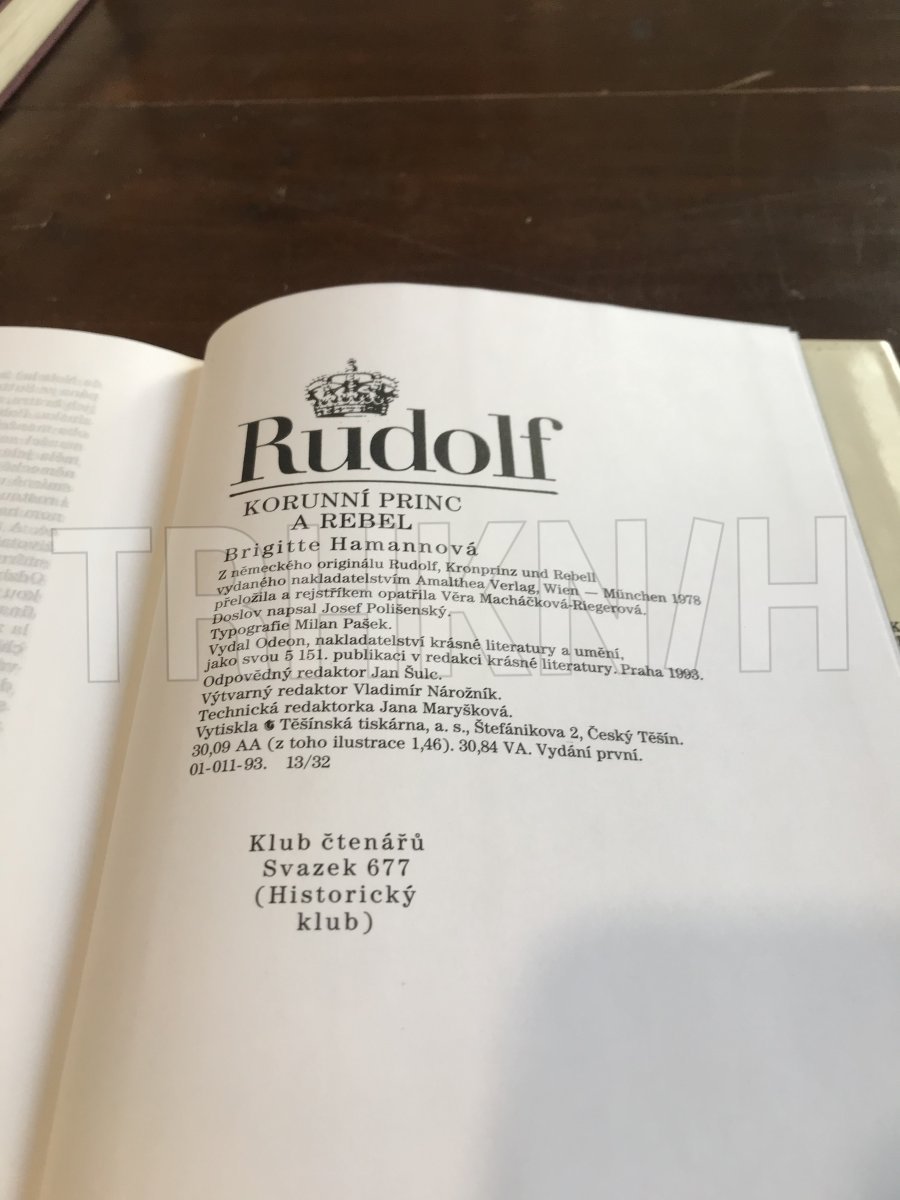 Rudolf
KORUNNÍ PRINC
A REBEL
Brigitte Hamannová
Z německého originálu Rudolf, Kronprinz und Rebell
vydaného nakladatelstvím Amalthea Verlag, Wien — München 1978
přeložila a rejstříkem opatřila Věra Macháčková-Riegerová.
Doslov napsal Josef Polišenský.
Typografie Milan Pašek.
Vydal Odeon, nakladatelství krásné literatury a umění,
jako svou 5 151. publikaci v redakci krásné literatury. Praha 1993.
Odpovědný redaktor Jan Šulc.
Výtvarný redaktor Vladimír Nárožník.
Technická redaktorka Jana Maryšková.
Vytiskla Těšínská tiskárna, a. s., Štefánikova 2, Český Těšín.
30,09 AA (z toho ilustrace 1,46). 30,84 VA. Vydání první.
01-011-93. 13/32
Klub čtenářů
Svazek 677
(Historický
klub)